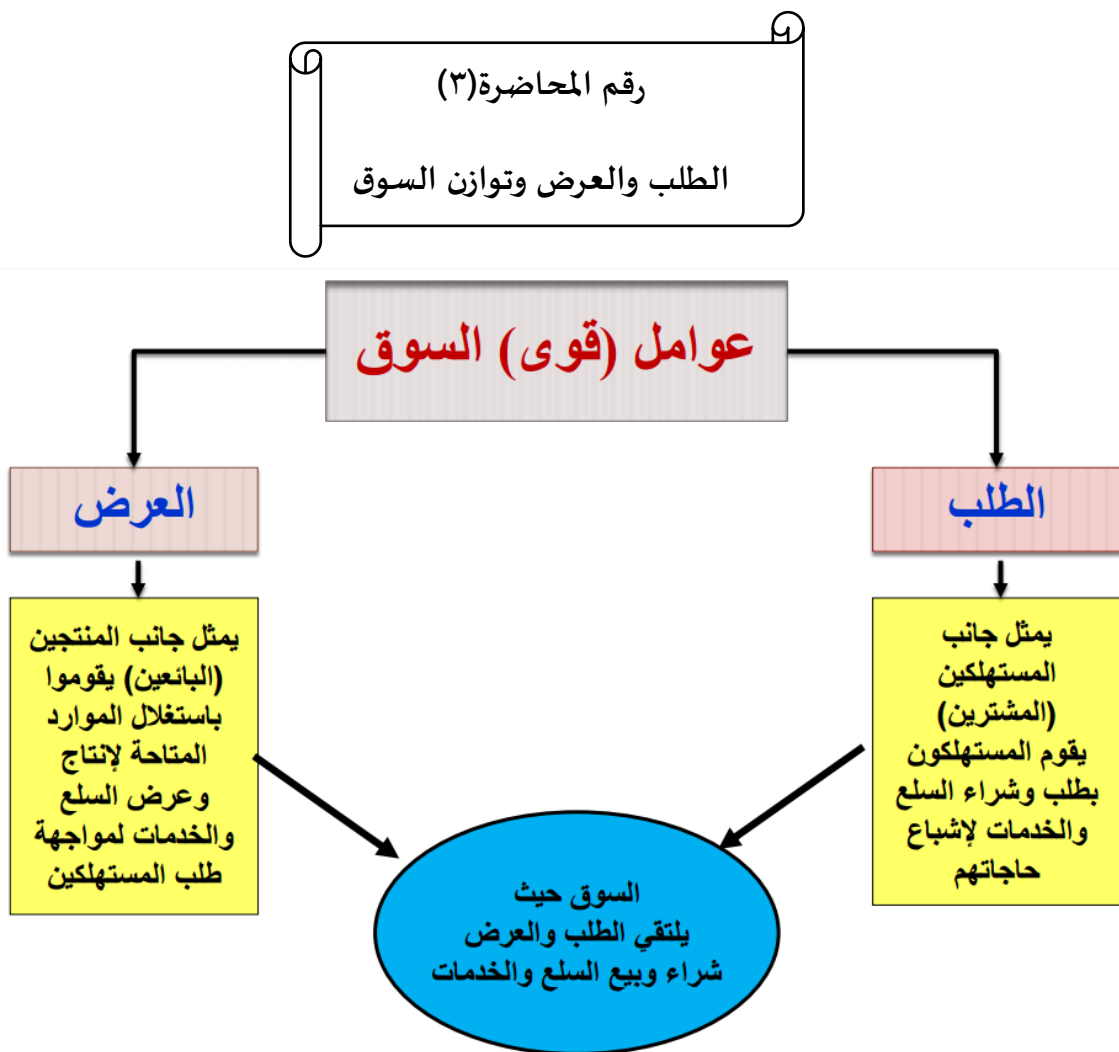 رقم المحاضرة(٣)
الطلب والعرض وتوازن السوق
عوامل (قوى) السوق
الطلب
العرض
يمثل جانب
المستهلكين
(المشترين)
يقوم المستهلكون
بطلب وشراء السلع
والخدمات لإشباع
حاجاتهم
يمثل جانب المنتجين
(البائعين) يقوموا
باستغلال الموارد
المتاحة لإنتاج
وعرض السلع
والخدمات لمواجهة
طلب المستهلكين
السوق حيث
يلتقي الطلب والعرض
شراء وبيع السلع والخدمات